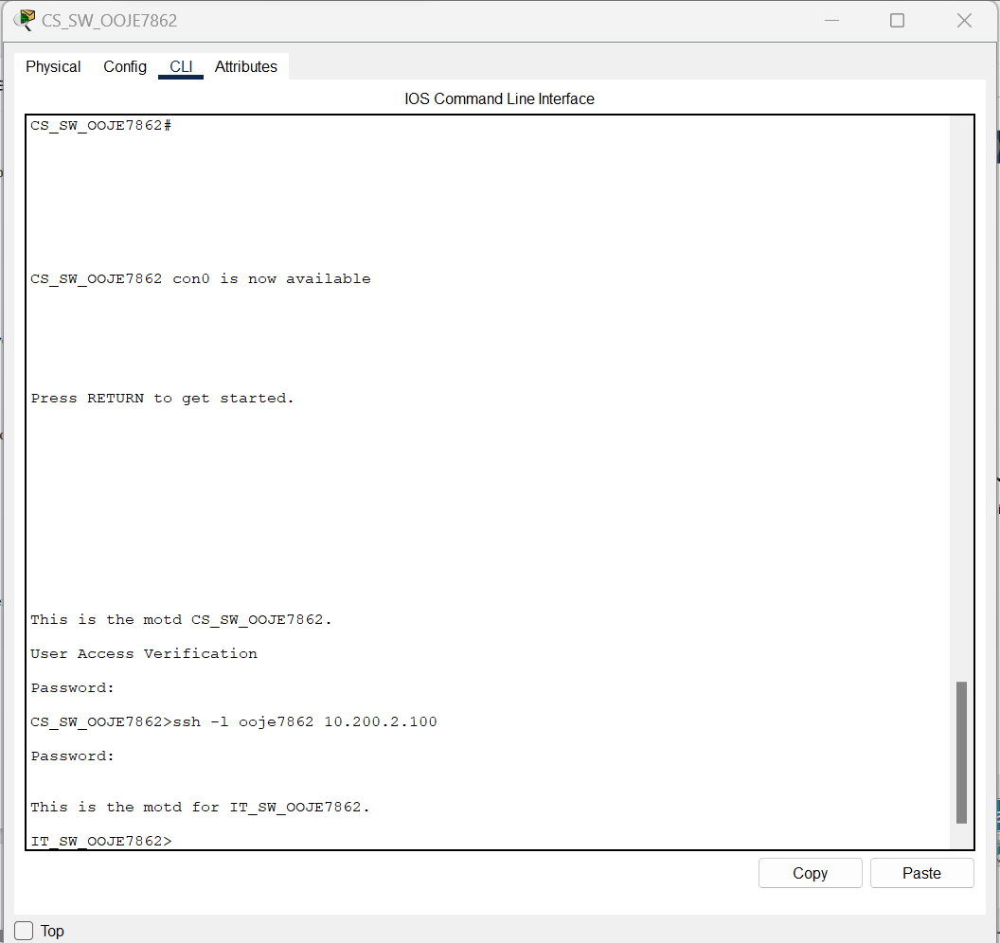 CS_SW_OOJE7862
Physical Config CLI Attributes
IOS Command Line Interface
CS_SW_OOJE7862#
CS_SW_OOJE7862 con0 is now available
Press RETURN to get started.
This is the motd CS_SW_OOJE7862.
User Access Verification
Password:
CS_SW_OOJE7862>ssh -l ooje7862 10.200.2.100
Password:
This is the motd for IT_SW_OOJE7862.
IT_SW_OOJE7862>
Copy Paste
Top